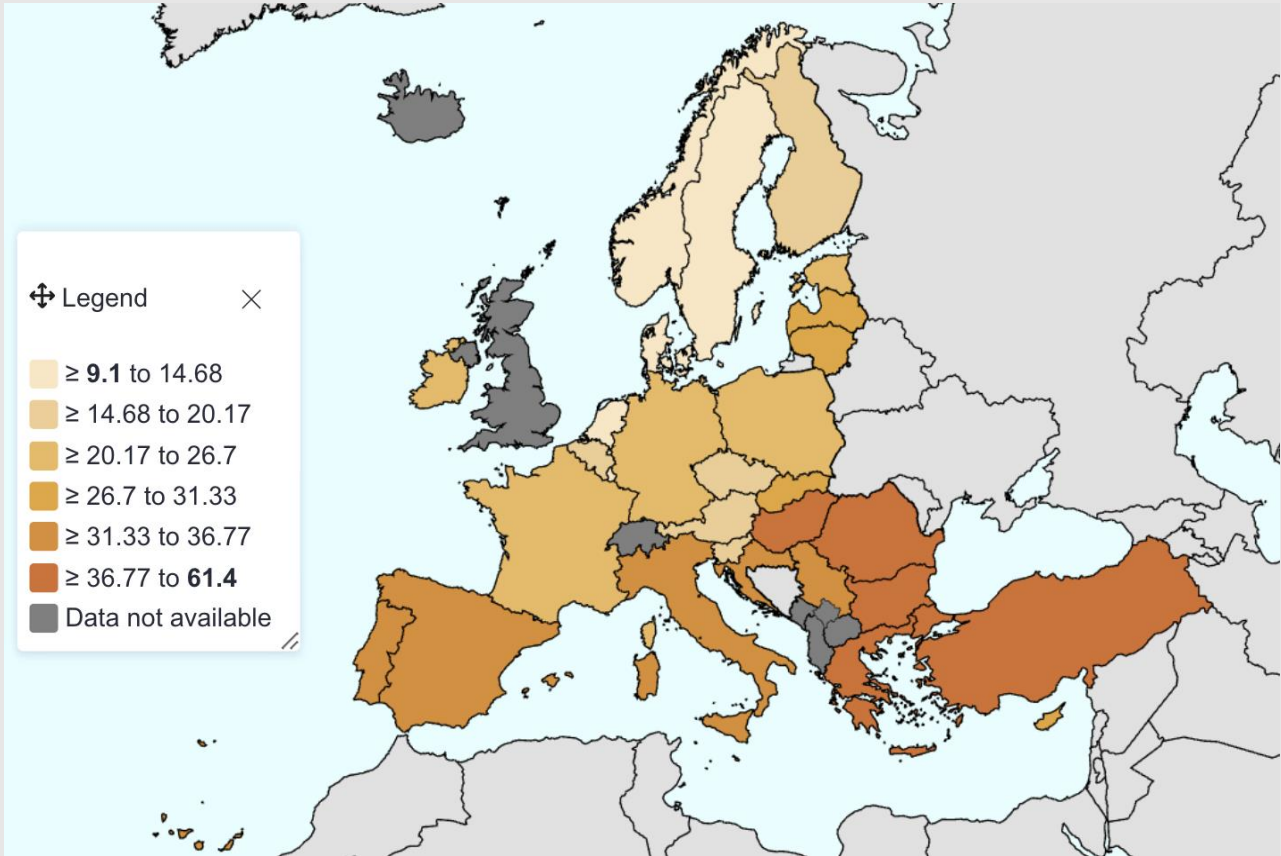 Legend
≥ 9.1 to 14.68
≥ 14.68 to 20.17
≥ 20.17 to 26.7
≥ 26.7 to 31.33
≥ 31.33 to 36.77
≥ 36.77 to 61.4
Data not available